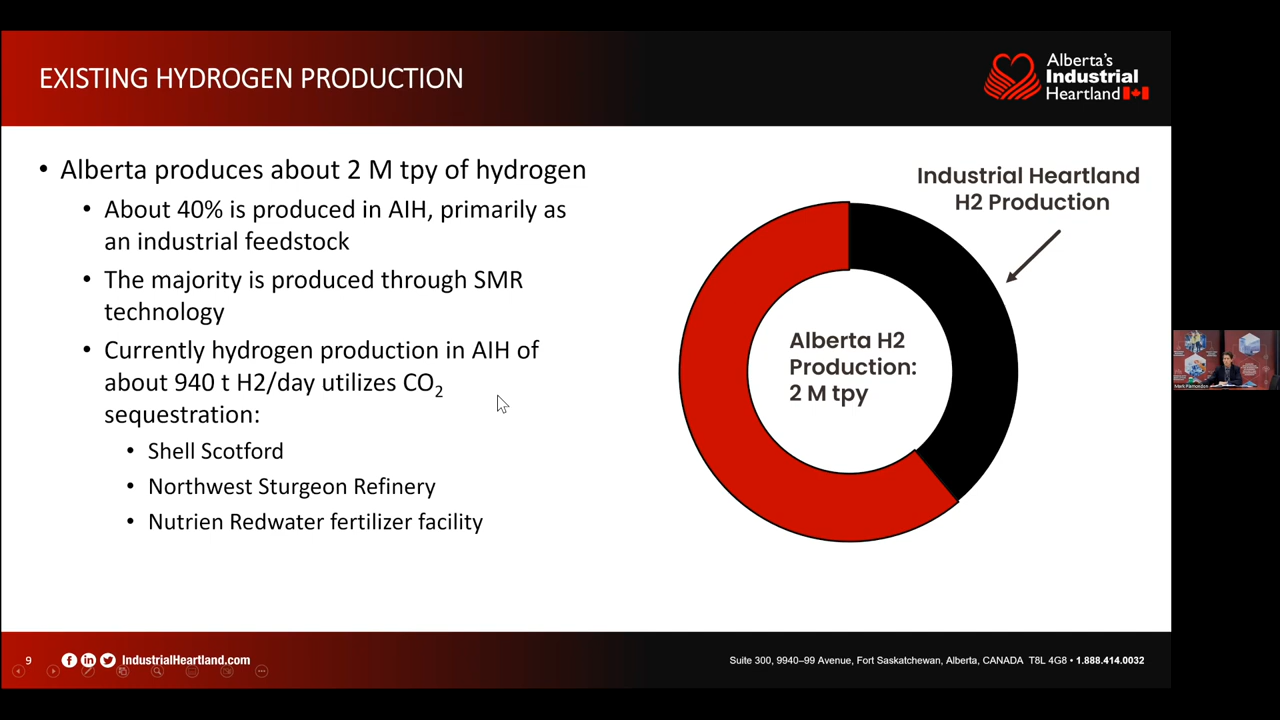 EXISTING HYDROGEN PRODUCTION
Alberta's
Industrial
Heartland
• Alberta produces about 2 M tpy of hydrogen
• About 40% is produced in AIH, primarily as
an industrial feedstock
• The majority is produced through SMR
technology
• Currently hydrogen production in AIH of
about 940 t H2/day utilizes CO₂
sequestration:
• Shell Scotford
• Northwest Sturgeon Refinery
• Nutrien Redwater fertilizer facility
Industrial Heartland
H2 Production
Alberta H2
Production:
2 M tpy
9
IndustrialHeartland.com
Suite 300, 9940–99 Avenue, Fort Saskatchewan, Alberta, CANADA T8L 4G8 • 1.888.414.0032